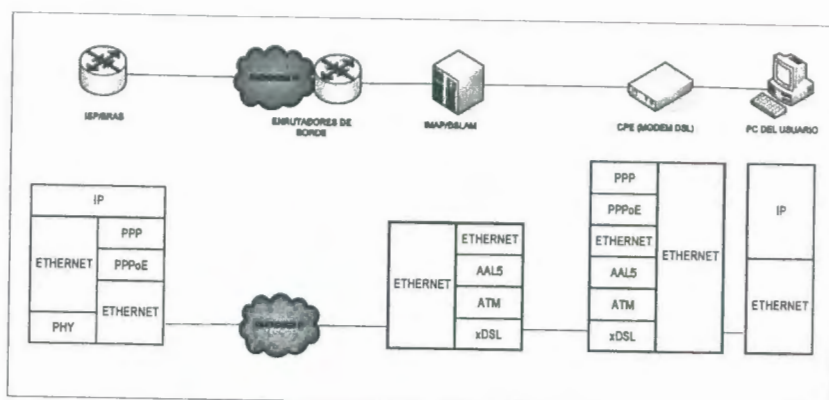 ISP/BRAS
ENRUTADORES DE
BORDE
IMAP/DSLAM
CPE (MODEM DSL)
PC DEL USUARIO
IP
ETHERNET
PPP
PPPoE
ETHERNET
PHY
ETHERNET
ETHERNET
AAL5
ATM
xDSL
PPP
PPPoE
ETHERNET
AAL5
ATM
xDSL
ETHERNET
IP
ETHERNET